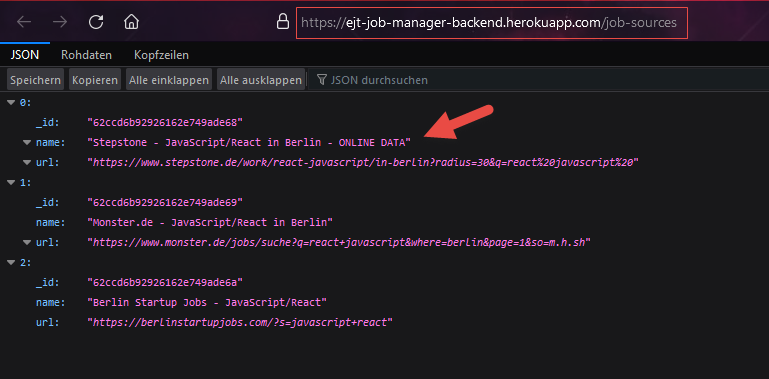 https://ejt-job-manager-backend.herokuapp.com/job-sources
JSON Rohdaten Kopfzeilen
Speichern Kopieren Alle einklappen Alle ausklappen JSON durchsuchen
0:
_id: "62ccd6b92926162e749ade68"
name: "Stepstone - JavaScript/React in Berlin - ONLINE DATA"
url: "https://www.stepstone.de/work/react-javascript/in-berlin?radius=30&q=react%20javascript%20"
1:
_id: "62ccd6b92926162e749ade69"
name: "Monster.de - JavaScript/React in Berlin"
url: "https://www.monster.de/jobs/suche?q=react+javascript&where=berlin&page=1&so=m.h.sh"
2:
_id: "62ccd6b92926162e749ade6a"
name: "Berlin Startup Jobs - JavaScript/React"
url: "https://berlinstartupjobs.com/?s=javascript+react"